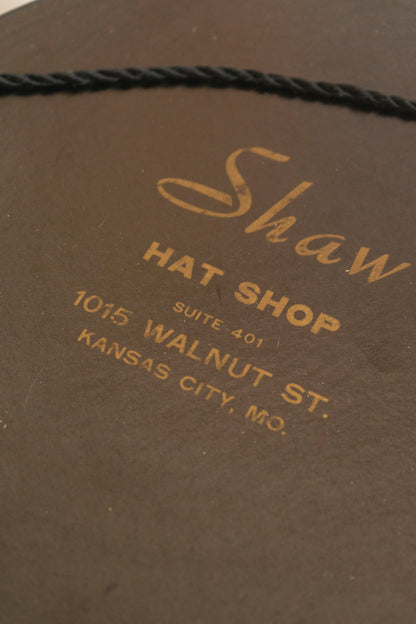 Shaw
HAT SHOP
SUITE 401
1015 WALNUT ST.
KANSAS CITY, MO.